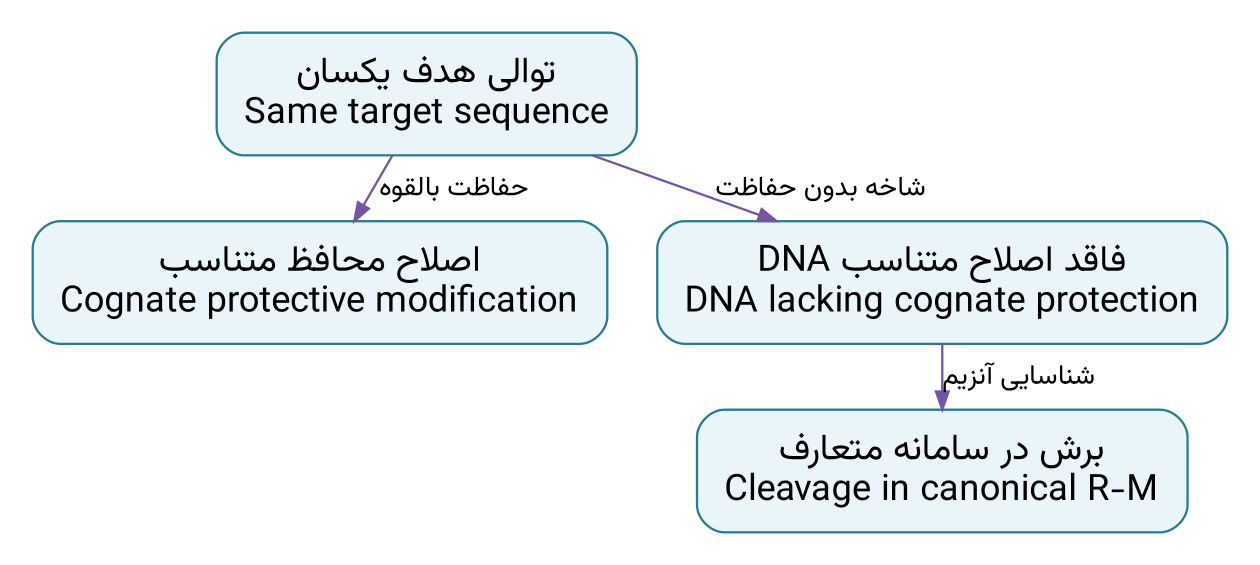 توالی هدف یکسان
Same target sequence
حفاظت بالقوه
شاخه بدون حفاظت
اصلاح محافظ متناسب
Cognate protective modification
DNA فاقد اصلاح متناسب
DNA lacking cognate protection
شناسایی آنزیم
برش در سامانه متعارف
Cleavage in canonical R-M